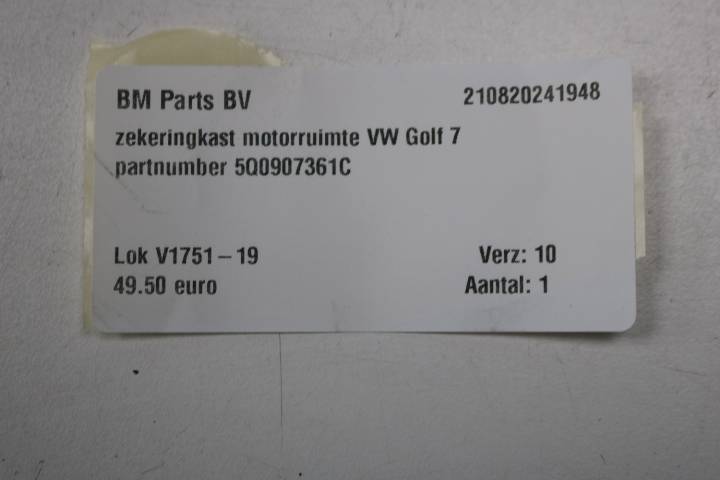 BM Parts BV 210820241948
zekeringkast motorruimte VW Golf 7
partnumber 5Q0907361C
Lok V1751-19 Verz: 10
49.50 euro Aantal: 1